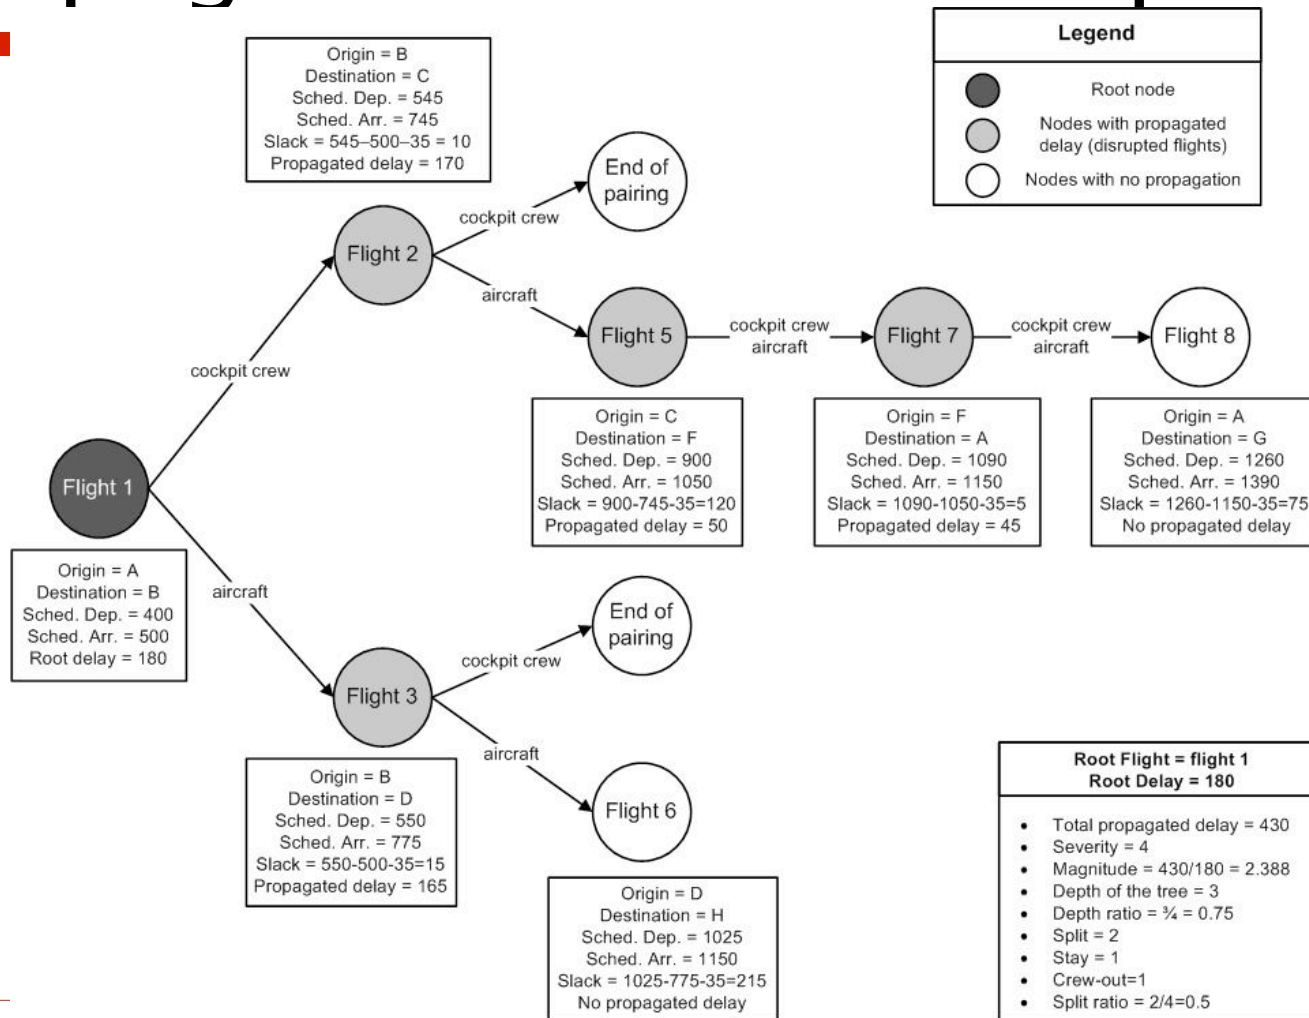 Legend
Root node
Nodes with propagated
delay (disrupted flights)
Nodes with no propagation
Origin = B
Destination = C
Sched. Dep. = 545
Sched. Arr. = 745
Slack = 545–500–35 = 10
Propagated delay = 170
End of
pairing
cockpit crew
Flight 2
aircraft
Flight 5
cockpit crew
aircraft
Flight 7
cockpit crew
aircraft
Flight 8
cockpit crew
Origin = C
Destination = F
Sched. Dep. = 900
Sched. Arr. = 1050
Slack = 900-745-35=120
Propagated delay = 50
Origin = F
Destination = A
Sched. Dep. = 1090
Sched. Arr. = 1150
Slack = 1090-1050-35=5
Propagated delay = 45
Origin = A
Destination = G
Sched. Dep. = 1260
Sched. Arr. = 1390
Slack = 1260-1150-35=75
No propagated delay
Flight 1
Origin = A
Destination = B
Sched. Dep. = 400
Sched. Arr. = 500
Root delay = 180
aircraft
End of
pairing
cockpit crew
Flight 3
aircraft
Flight 6
Origin = B
Destination = D
Sched. Dep. = 550
Sched. Arr. = 775
Slack = 550-500-35=15
Propagated delay = 165
Origin = D
Destination = H
Sched. Dep. = 1025
Sched. Arr. = 1150
Slack = 1025-775-35=215
No propagated delay
Root Flight = flight 1
Root Delay = 180
• Total propagated delay = 430
• Severity = 4
• Magnitude = 430/180 = 2.388
• Depth of the tree = 3
• Depth ratio = ¾ = 0.75
• Split = 2
• Stay = 1
• Crew-out=1
• Split ratio = 2/4=0.5